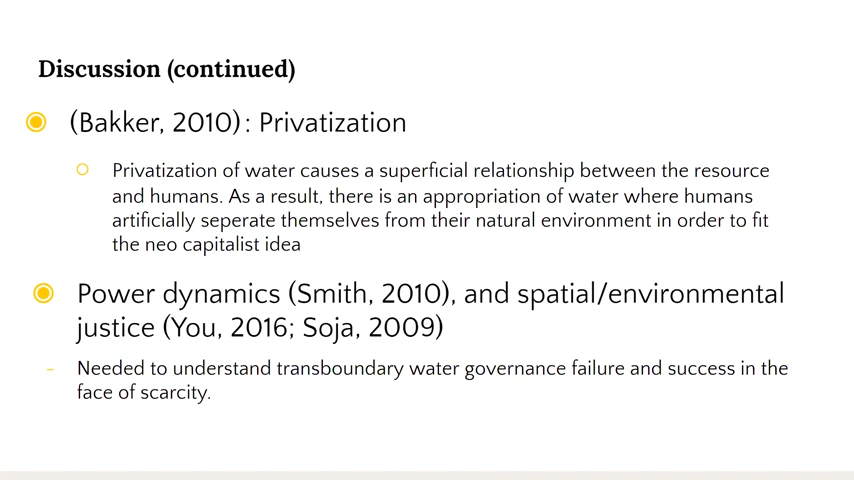 Discussion (continued)
(Bakker, 2010) : Privatization
Privatization of water causes a superficial relationship between the resource
and humans. As a result, there is an appropriation of water where humans
artificially seperate themselves from their natural environment in order to fit
the neo capitalist idea
Power dynamics (Smith, 2010), and spatial/environmental
justice (You, 2016; Soja, 2009)
- Needed to understand transboundary water governance failure and success in the
face of scarcity.